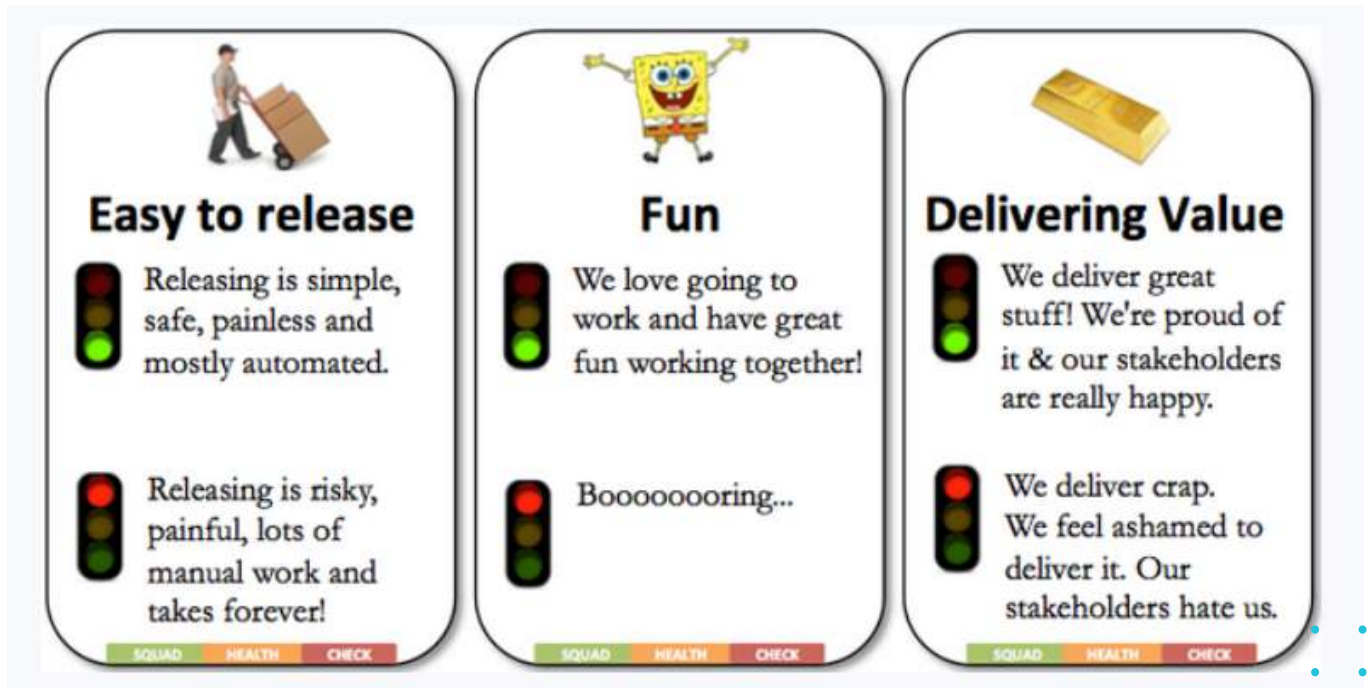 Easy to release
Releasing is simple,
safe, painless and
mostly automated.
Releasing is risky,
painful, lots of
manual work and
takes forever!
SQUAD HEALTH CHECK
Fun
We love going to
work and have great
fun working together!
Boooooooring...
SQUAD HEALTH CHECK
Delivering Value
We deliver great
stuff! We're proud of
it & our stakeholders
are really happy.
We deliver crap.
We feel ashamed to
deliver it. Our
stakeholders hate us.
SQUAD HEALTH CHECK